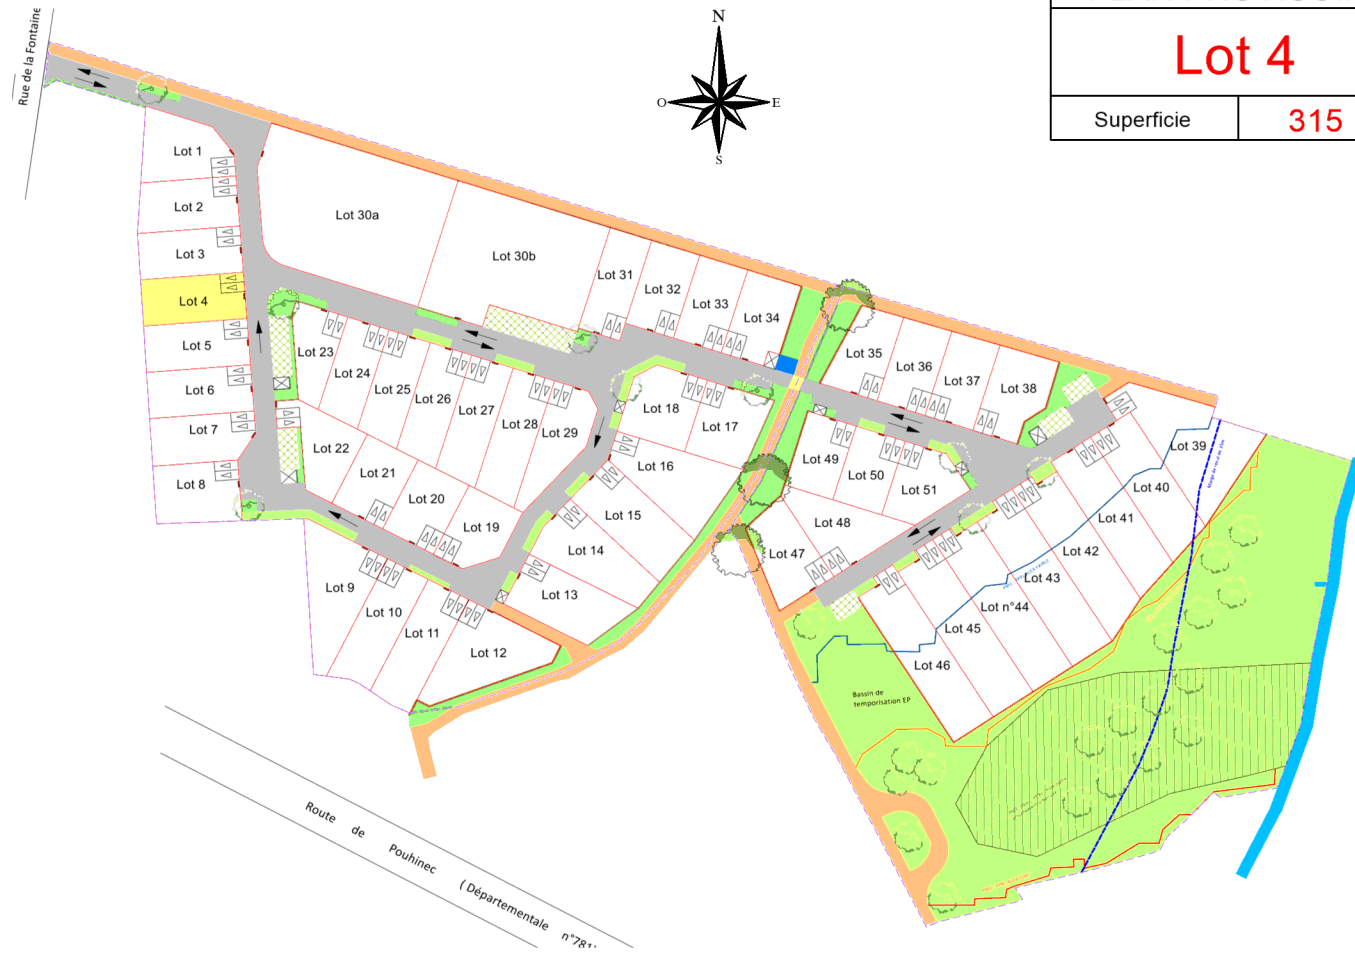 Lot 4
Superficie 315
N
O E
S
Rue de la Fontaine
Lot 1
Lot 2
Lot 3
Lot 4
Lot 5
Lot 6
Lot 7
Lot 8
Lot 30a
Lot 30b
Lot 31
Lot 32
Lot 33
Lot 34
Lot 35
Lot 36
Lot 37
Lot 38
Lot 23
Lot 24
Lot 25
Lot 26
Lot 27
Lot 28
Lot 29
Lot 18
Lot 17
Lot 16
Lot 22
Lot 21
Lot 20
Lot 19
Lot 15
Lot 14
Lot 13
Lot 9
Lot 10
Lot 11
Lot 12
Lot 49
Lot 50
Lot 51
Lot 48
Lot 47
Lot 39
Lot 40
Lot 41
Lot 42
Lot 43
Lot n°44
Lot 45
Lot 46
Bassin de
temporisation EP
Route de Pouhinec (Départementale n°781)